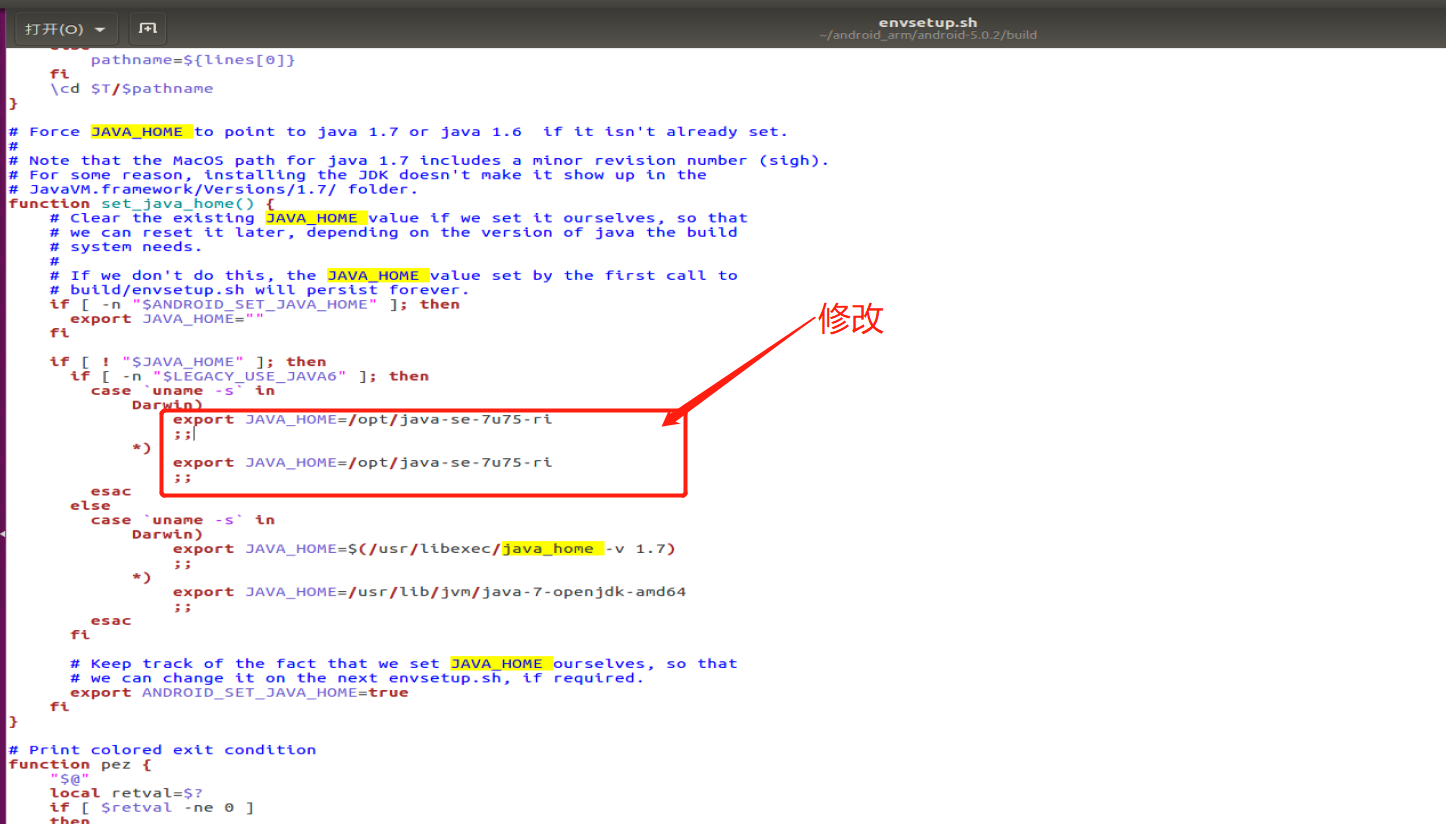 打开(O)
envsetup.sh
~/android_arm/android-5.0.2/build
else
pathname=${lines[0]}
fi
\cd $T/$pathname
}
# Force JAVA_HOME to point to java 1.7 or java 1.6  if it isn't already set.
#
# Note that the MacOS path for java 1.7 includes a minor revision number (sigh).
# For some reason, installing the JDK doesn't make it show up in the
# JavaVM.framework/Versions/1.7/ folder.
function set_java_home() {
# Clear the existing JAVA_HOME value if we set it ourselves, so that
# we can reset it later, depending on the version of java the build
# system needs.
#
# If we don't do this, the JAVA_HOME value set by the first call to
# build/envsetup.sh will persist forever.
if [ -n "$ANDROID_SET_JAVA_HOME" ]; then
export JAVA_HOME=""
fi
修改
if [ ! "$JAVA_HOME" ]; then
if [ -n "$LEGACY_USE_JAVA6" ]; then
case `uname -s` in
Darwin)
export JAVA_HOME=/opt/java-se-7u75-ri
;;
*)
export JAVA_HOME=/opt/java-se-7u75-ri
;;
esac
else
case `uname -s` in
Darwin)
export JAVA_HOME=$(/usr/libexec/java_home -v 1.7)
;;
*)
export JAVA_HOME=/usr/lib/jvm/java-7-openjdk-amd64
;;
esac
fi
# Keep track of the fact that we set JAVA_HOME ourselves, so that
# we can change it on the next envsetup.sh, if required.
export ANDROID_SET_JAVA_HOME=true
fi
}
# Print colored exit condition
function pez {
"$@"
local retval=$?
if [ $retval -ne 0 ]
then